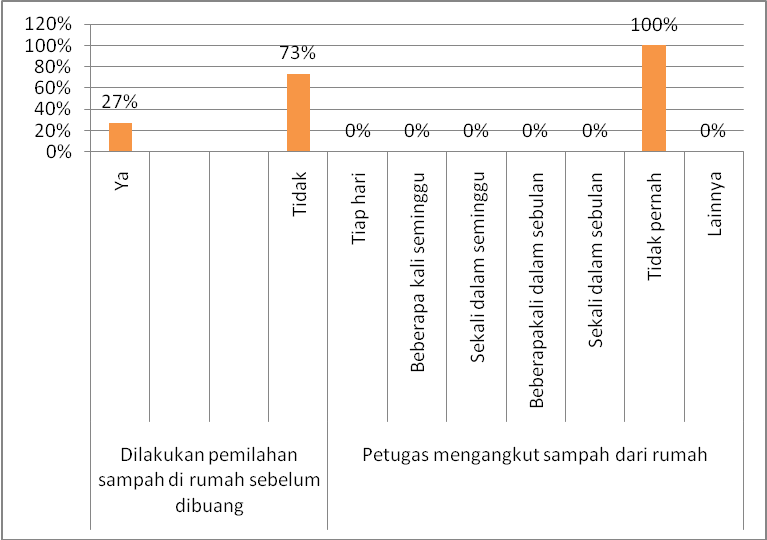 120%
100%
80%
60%
40%
20%
0%
27%
73%
0%
0%
0%
0%
0%
100%
0%
Ya
Tidak
Tiap hari
Beberapa kali seminggu
Sekali dalam seminggu
Beberapakali dalam sebulan
Sekali dalam sebulan
Tidak pernah
Lainnya
Dilakukan pemilahan
sampah di rumah sebelum
dibuang
Petugas mengangkut sampah dari rumah